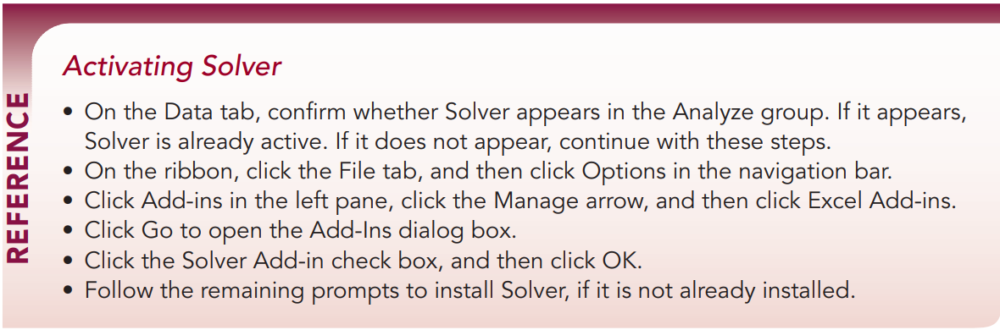 REFERENCE
Activating Solver
• On the Data tab, confirm whether Solver appears in the Analyze group. If it appears,
Solver is already active. If it does not appear, continue with these steps.
• On the ribbon, click the File tab, and then click Options in the navigation bar.
• Click Add-ins in the left pane, click the Manage arrow, and then click Excel Add-ins.
• Click Go to open the Add-Ins dialog box.
• Click the Solver Add-in check box, and then click OK.
• Follow the remaining prompts to install Solver, if it is not already installed.